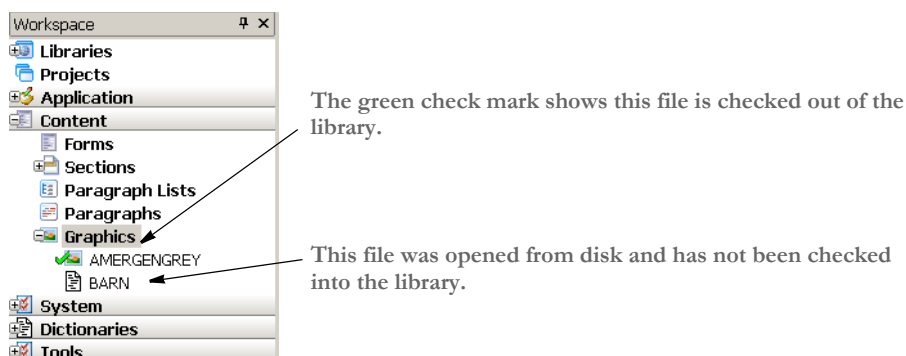 Workspace
Libraries
Projects
Application
Content
Forms
Sections
Paragraph Lists
Paragraphs
Graphics
AMERGENGREY
BARN
System
Dictionaries
Tools
The green check mark shows this file is checked out of the
library.
This file was opened from disk and has not been checked
into the library.